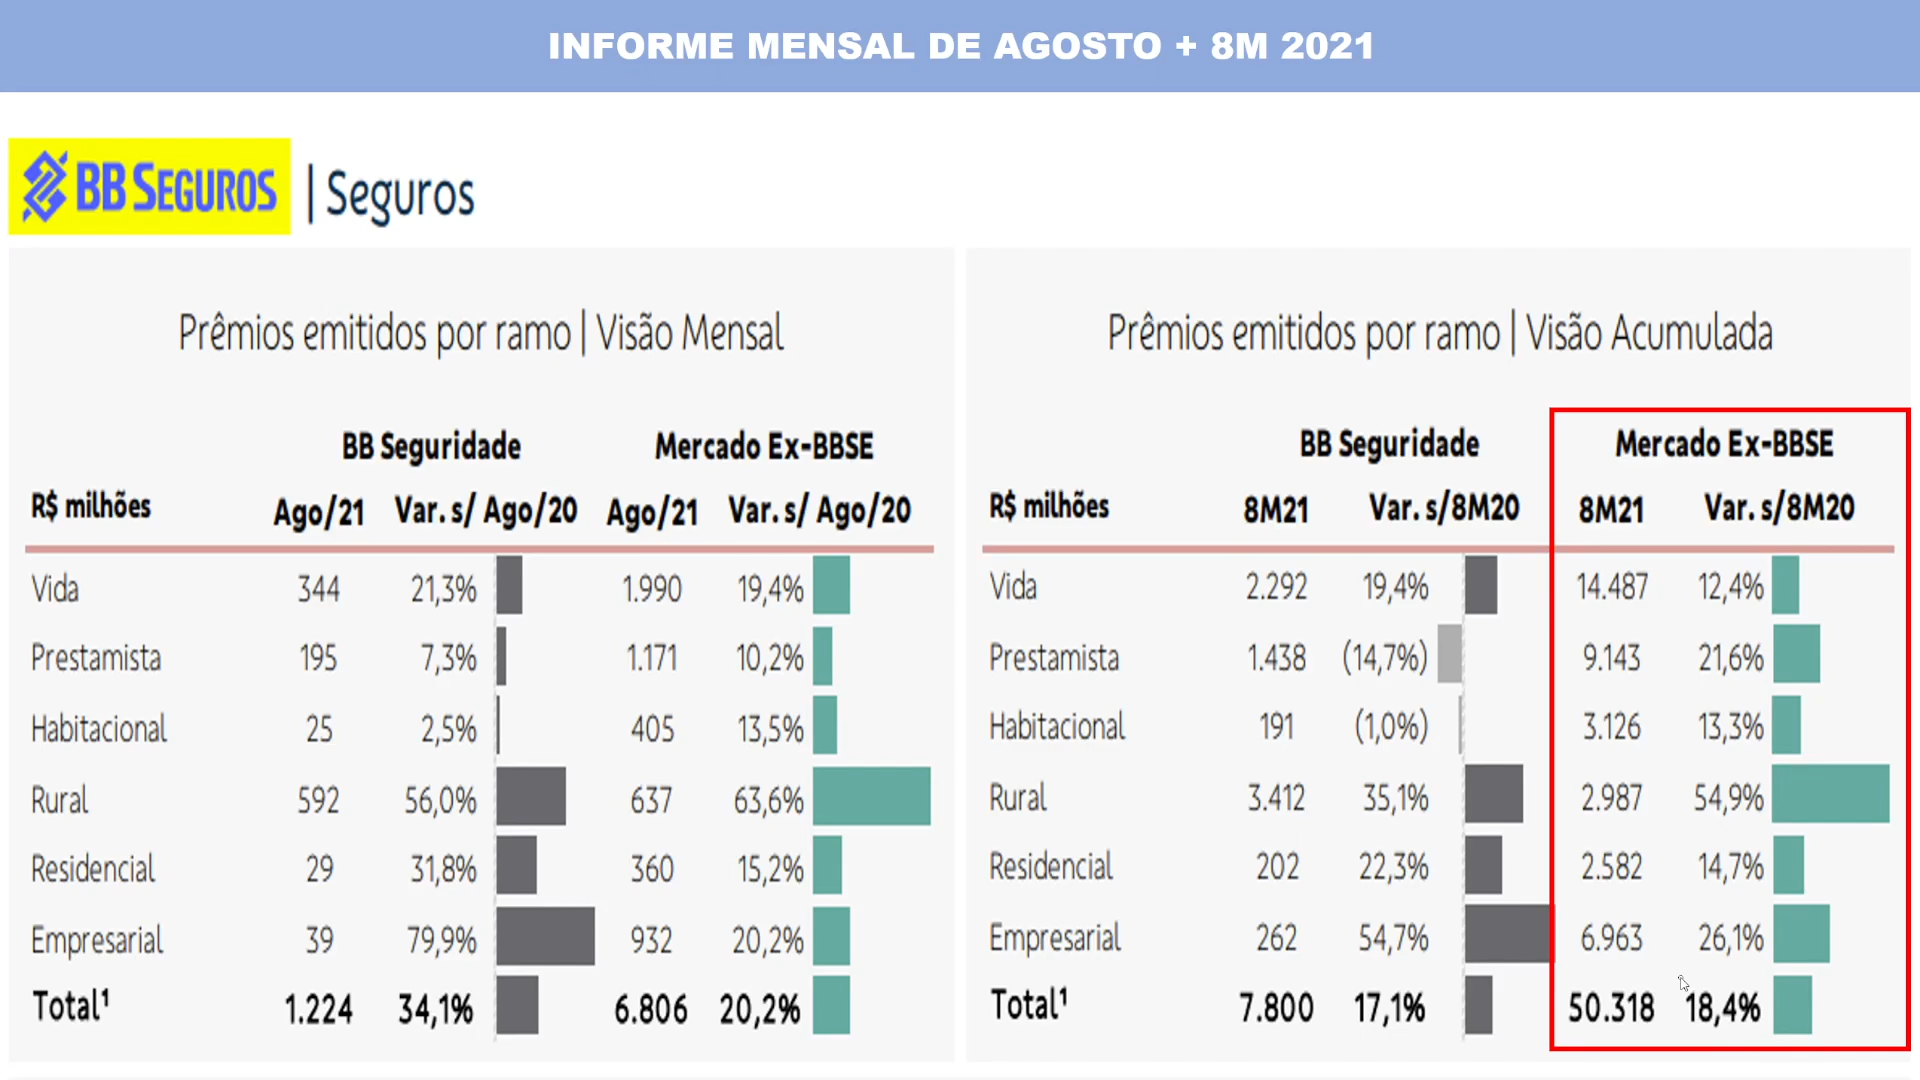 INFORME MENSAL DE AGOSTO + 8M 2021
BB SEGUROS | Seguros
Prêmios emitidos por ramo | Visão Mensal
BB Seguridade Mercado Ex-BBSE
R$ milhões Ago/21 Var. s/ Ago/20 Ago/21 Var. s/ Ago/20
Vida 344 21,3% 1.990 19,4%
Prestamista 195 7,3% 1.171 10,2%
Habitacional 25 2,5% 405 13,5%
Rural 592 56,0% 637 63,6%
Residencial 29 31,8% 360 15,2%
Empresarial 39 79,9% 932 20,2%
Total¹ 1.224 34,1% 6.806 20,2%
Prêmios emitidos por ramo | Visão Acumulada
BB Seguridade Mercado Ex-BBSE
R$ milhões 8M21 Var. s/8M20 8M21 Var. s/8M20
Vida 2.292 19,4% 14.487 12,4%
Prestamista 1.438 (14,7%) 9.143 21,6%
Habitacional 191 (1,0%) 3.126 13,3%
Rural 3.412 35,1% 2.987 54,9%
Residencial 202 22,3% 2.582 14,7%
Empresarial 262 54,7% 6.963 26,1%
Total¹ 7.800 17,1% 50.318 18,4%